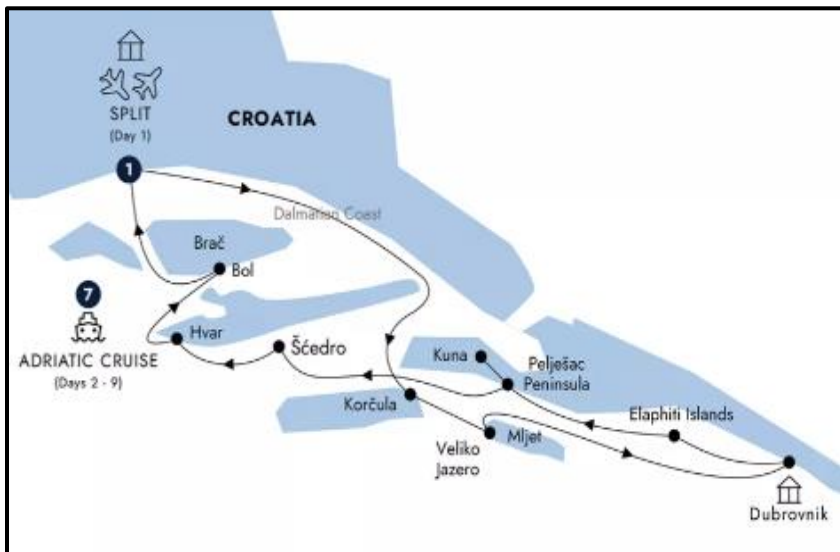 SPLIT
(Day 1)
CROATIA
1
Dalmatian Coast
Brač
Bol
7
ADRIATIC CRUISE
(Days 2 - 9)
Hvar
Šćedro
Korčula
Kuna
Pelješac
Peninsula
Elaphiti Islands
Veliko
Jazero
Mljet
Dubrovnik